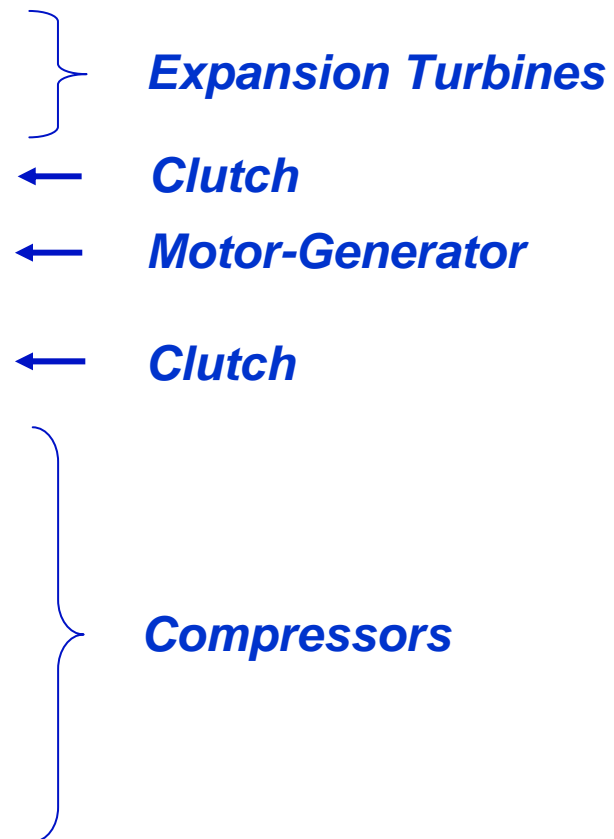 Expansion Turbines
Clutch
Motor-Generator
Clutch
Compressors